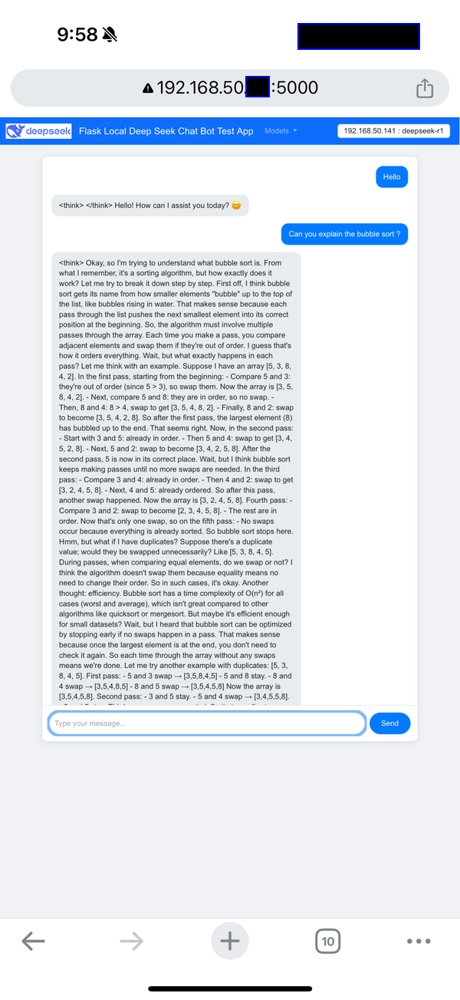 9:58
192.168.50. :5000
deepseek Flask Local Deep Seek Chat Bot Test App Models 192.168.50.141 : deepseek-r1
Hello
<think> </think> Hello! How can I assist you today? 😊
Can you explain the bubble sort ?
<think> Okay, so I'm trying to understand what bubble sort is. From
what I remember, it's a sorting algorithm, but how exactly does it
work? Let me try to break it down step by step. First off, I think bubble
sort gets its name from how smaller elements "bubble" up to the top of
the list, like bubbles rising in water. That makes sense because each
pass through the list pushes the next smallest element into its correct
position at the beginning. So, the algorithm must involve multiple
passes through the array. Each time you make a pass, you compare
adjacent elements and swap them if they're out of order. I guess that's
how it orders everything. Wait, but what exactly happens in each
pass? Let me think with an example. Suppose I have an array [5, 3, 8,
4, 2]. In the first pass, starting from the beginning: - Compare 5 and 3:
they're out of order (since 5 > 3), so swap them. Now the array is [3, 5,
8, 4, 2]. - Next, compare 5 and 8: they are in order, so no swap. -
Then, 8 and 4: 8 > 4, swap to get [3, 5, 4, 8, 2]. - Finally, 8 and 2: swap
to become [3, 5, 4, 2, 8]. So after the first pass, the largest element (8)
has bubbled up to the end. That seems right. Now, in the second pass:
- Start with 3 and 5: already in order. - Then 5 and 4: swap to get [3, 4,
5, 2, 8]. - Next, 5 and 2: swap to become [3, 4, 2, 5, 8]. After the
second pass, 5 is now in its correct place. Wait, but I think bubble sort
keeps making passes until no more swaps are needed. In the third
pass: - Compare 3 and 4: already in order. - Then 4 and 2: swap to get
[3, 2, 4, 5, 8]. - Next, 4 and 5: already ordered. So after this pass,
another swap happened. Now the array is [3, 2, 4, 5, 8]. Fourth pass: -
Compare 3 and 2: swap to become [2, 3, 4, 5, 8]. - The rest are in
order. Now that's only one swap, so on the fifth pass: - No swaps
occur because everything is already sorted. So bubble sort stops here.
Hmm, but what if I have duplicates? Suppose there's a duplicate
value; would they be swapped unnecessarily? Like [5, 3, 8, 4, 5].
During passes, when comparing equal elements, do we swap or not? I
think the algorithm doesn't swap them because equality means no
need to change their order. So in such cases, it's okay. Another
thought: efficiency. Bubble sort has a time complexity of O(n²) for all
cases (worst and average), which isn't great compared to other
algorithms like quicksort or mergesort. But maybe it's efficient enough
for small datasets? Wait, but I heard that bubble sort can be optimized
by stopping early if no swaps happen in a pass. That makes sense
because once the largest element is at the end, you don't need to
check it again. So each time through the array without any swaps
means we're done. Let me try another example with duplicates: [5, 3,
8, 4, 5]. First pass: - 5 and 3 swap → [3,5,8,4,5] - 5 and 8 stay. - 8 and
4 swap → [3,5,4,8,5] - 8 and 5 swap → [3,5,4,5,8] Now the array is
[3,5,4,5,8]. Second pass: - 3 and 5 stay. - 5 and 4 swap → [3,4,5,5,8].
Type your message...
Send
10